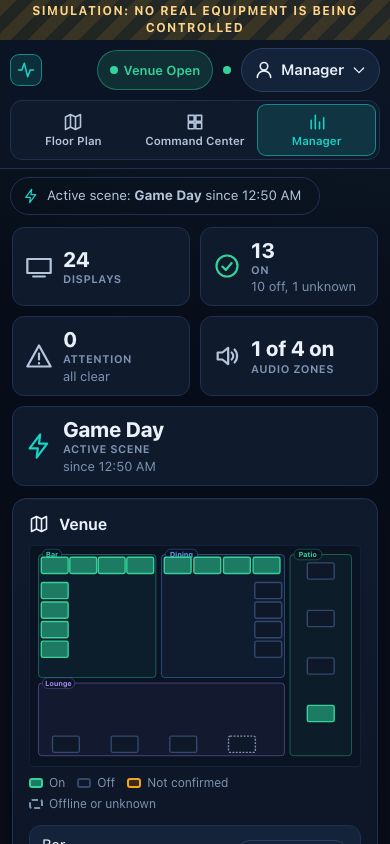 SIMULATION: NO REAL EQUIPMENT IS BEING
CONTROLLED
Venue Open
Manager
Floor Plan
Command Center
Manager
Active scene: Game Day since 12:50 AM
24
DISPLAYS
13
ON
10 off, 1 unknown
0
ATTENTION
all clear
1 of 4 on
AUDIO ZONES
Game Day
ACTIVE SCENE
since 12:50 AM
Venue
Bar
Dining
Patio
Lounge
On
Off
Not confirmed
Offline or unknown
Bar